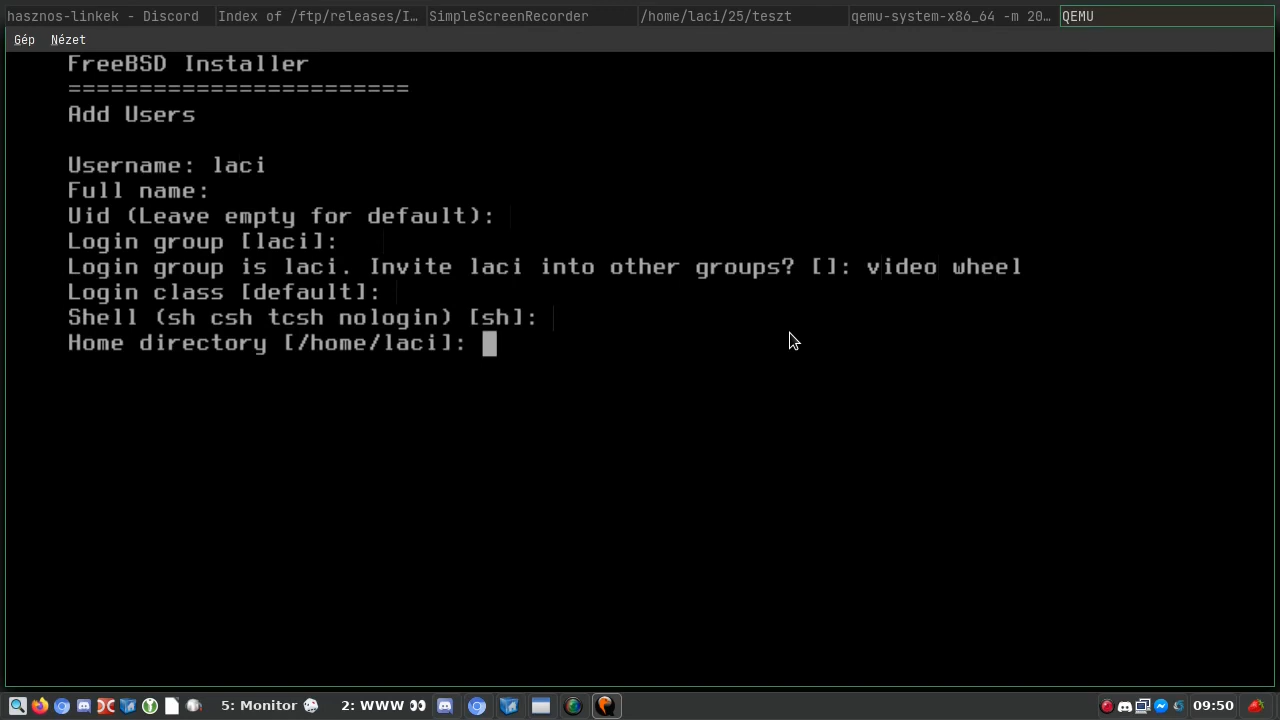 hasznos-linkek - Discord
Index of /ftp/releases/I…
SimpleScreenRecorder
/home/laci/25/teszt
qemu-system-x86_64 -m 20…
QEMU
Gép Nézet
FreeBSD Installer
========================
Add Users
Username: laci
Full name:
Uid (Leave empty for default):
Login group [laci]:
Login group is laci. Invite laci into other groups? []: video wheel
Login class [default]:
Shell (sh csh tcsh nologin) [sh]:
Home directory [/home/laci]:
5: Monitor
2: WWW
09:50